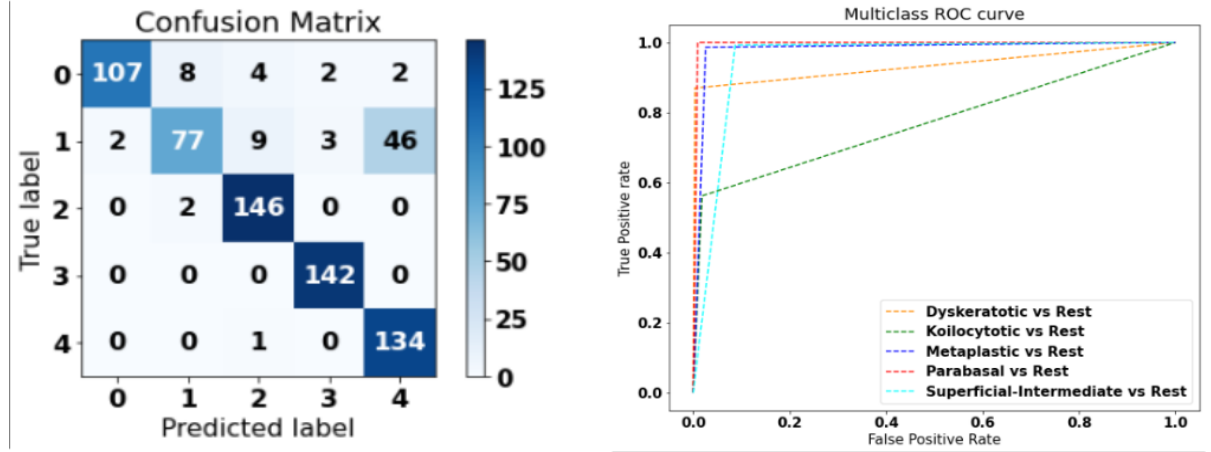 Confusion Matrix
True label
0 107 8 4 2 2
1 2 77 9 3 46
2 0 2 146 0 0
3 0 0 0 142 0
4 0 0 1 0 134
0 1 2 3 4
Predicted label
125
100
75
50
25
0
Multiclass ROC curve
True Positive rate
1.0
0.8
0.6
0.4
0.2
0.0
Dyskeratotic vs Rest
Koilocytotic vs Rest
Metaplastic vs Rest
Parabasal vs Rest
Superficial-Intermediate vs Rest
0.0 0.2 0.4 0.6 0.8 1.0
False Positive Rate